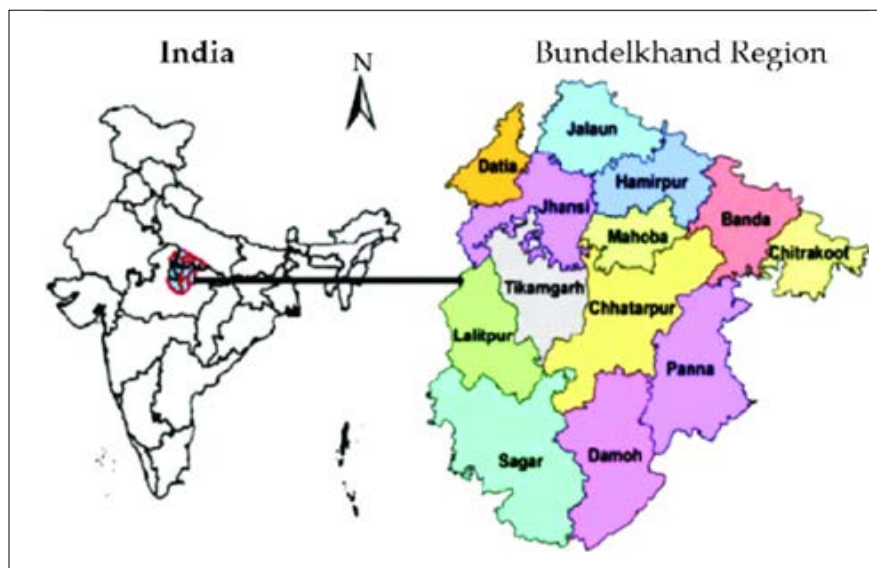 India
N
Bundelkhand Region
Jalaun
Datia
Hamirpur
Jhansi
Banda
Mahoba
Chitrakoot
Tikamgarh
Chhatarpur
Lalitpur
Panna
Sagar
Damoh